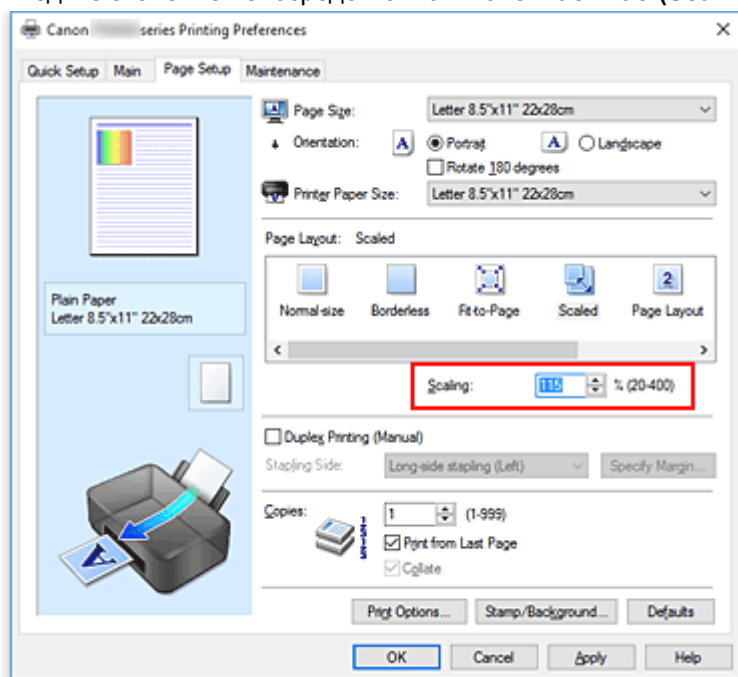 Canon series Printing Preferences
Quick Setup Main Page Setup Maintenance
Page Size: Letter 8.5"x11" 22x28cm
Orientation: A Portrait A Landscape
Rotate 180 degrees
Printer Paper Size: Letter 8.5"x11" 22x28cm
Page Layout: Scaled
Normal-size Borderless Fit-to-Page Scaled Page Layout
Plain Paper
Letter 8.5"x11" 22x28cm
Scaling: 115 % (20-400)
Duplex Printing (Manual)
Stapling Side: Long-side stapling (Left) Specify Margin...
Copies: 1 (1-999)
Print from Last Page
Collate
Print Options... Stamp/Background... Defaults
OK Cancel Apply Help